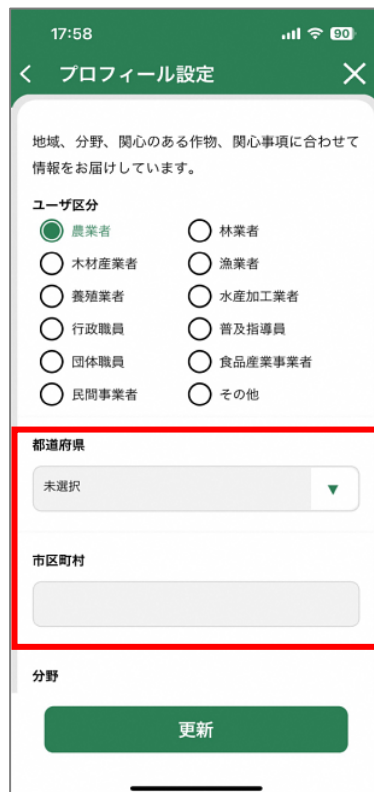 17:58
90
プロフィール設定
地域、分野、関心のある作物、関心事項に合わせて
情報をお届けしています。
ユーザ区分
農業者 林業者
木材産業者 漁業者
養殖業者 水産加工業者
行政職員 普及指導員
団体職員 食品産業事業者
民間事業者 その他
都道府県
未選択
市区町村
分野
更新